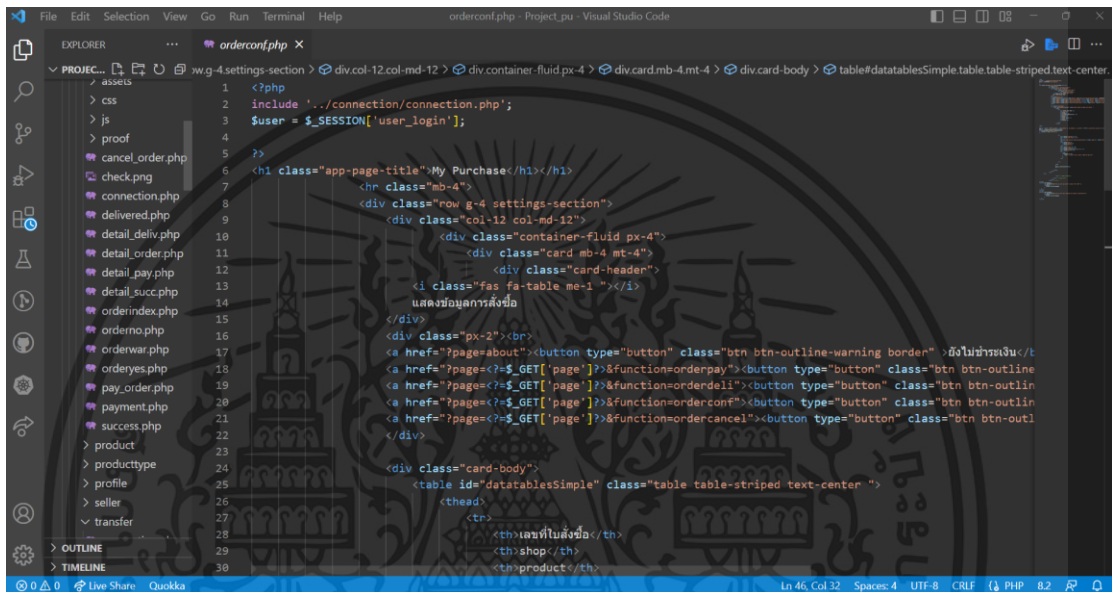 File Edit Selection View Go Run Terminal Help
orderconf.php - Project_pu - Visual Studio Code
EXPLORER
orderconf.php
PROJEC...
w.g-4.settings-section > div.col-12.col-md-12 > div.container-fluid.px-4 > div.card.mb-4.mt-4 > div.card-body > table#datatablesSimple.table.table-striped.text-center.
> assets
> css
> js
> proof
cancel_order.php
check.png
connection.php
delivered.php
detail_deliv.php
detail_order.php
detail_pay.php
detail_succ.php
orderindex.php
orderno.php
orderwar.php
orderyes.php
pay_order.php
payment.php
success.php
> product
> producttype
> profile
> seller
transfer
> OUTLINE
> TIMELINE
1 <?php
2 include '../connection/connection.php';
3 $user = $_SESSION['user_login'];
4
5 ?>
6 <h1 class="app-page-title">My Purchase</h1></h1>
7 <hr class="mb-4">
8 <div class="row g-4 settings-section">
9 <div class="col-12 col-md-12">
10 <div class="container-fluid px-4">
11 <div class="card mb-4 mt-4">
12 <div class="card-header">
13 <i class="fas fa-table me-1 "></i>
14 แสดงข้อมูลการสั่งซื้อ
15 </div>
16 <div class="px-2"><br>
17 <a href="?page=about"><button type="button" class="btn btn-outline-warning border" >ยังไม่ชำระเงิน</b
18 <a href="?page=<?=$_GET['page']?>&function=orderpay"><button type="button" class="btn btn-outline
19 <a href="?page=<?=$_GET['page']?>&function=orderdeli"><button type="button" class="btn btn-outlin
20 <a href="?page=<?=$_GET['page']?>&function=orderconf"><button type="button" class="btn btn-outlin
21 <a href="?page=<?=$_GET['page']?>&function=ordercancel"><button type="button" class="btn btn-outl
22 </div>
23
24 <div class="card-body">
25 <table id="datatablesSimple" class="table table-striped text-center ">
26 <thead>
27 <tr>
28 <th>เลขที่ใบสั่งซื้อ</th>
29 <th>shop</th>
30 <th>product</th>
0 0 Live Share Quokka
Ln 46, Col 32 Spaces: 4 UTF-8 CRLF PHP 8.2